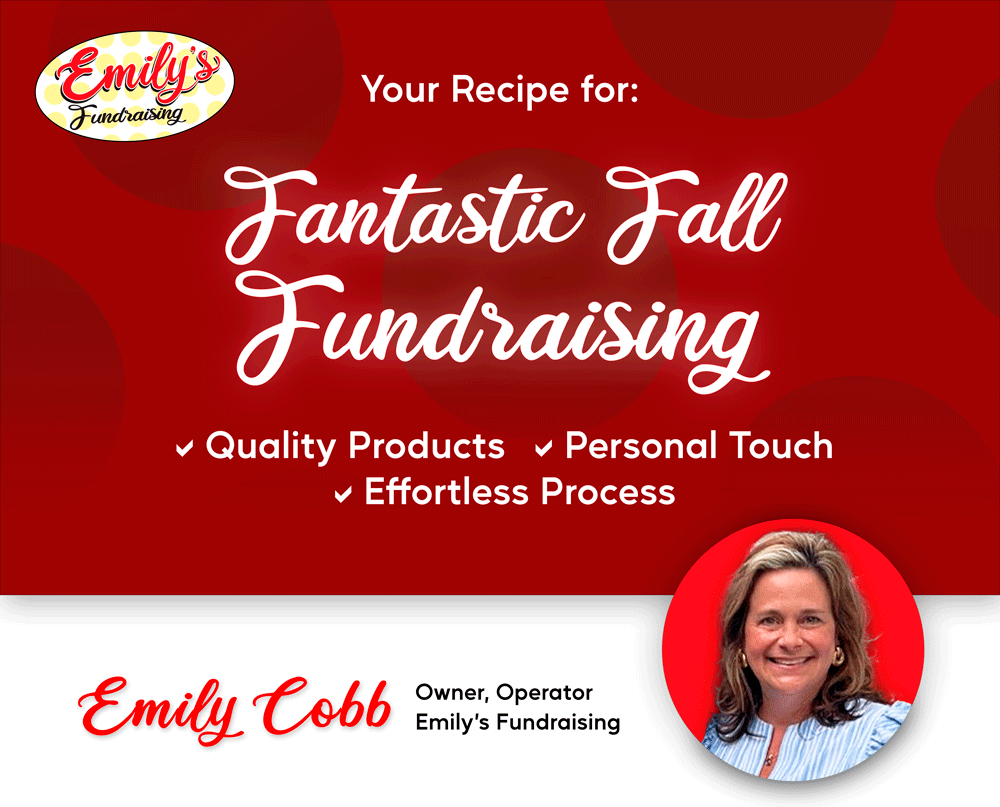 Emily's
Fundraising
Your Recipe for:
Fantastic Fall
Fundraising
Quality Products Personal Touch
Effortless Process
Emily Cobb
Owner, Operator
Emily's Fundraising